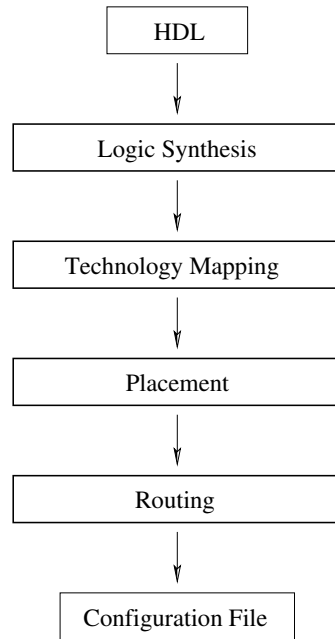 HDL
Logic Synthesis
Technology Mapping
Placement
Routing
Configuration File